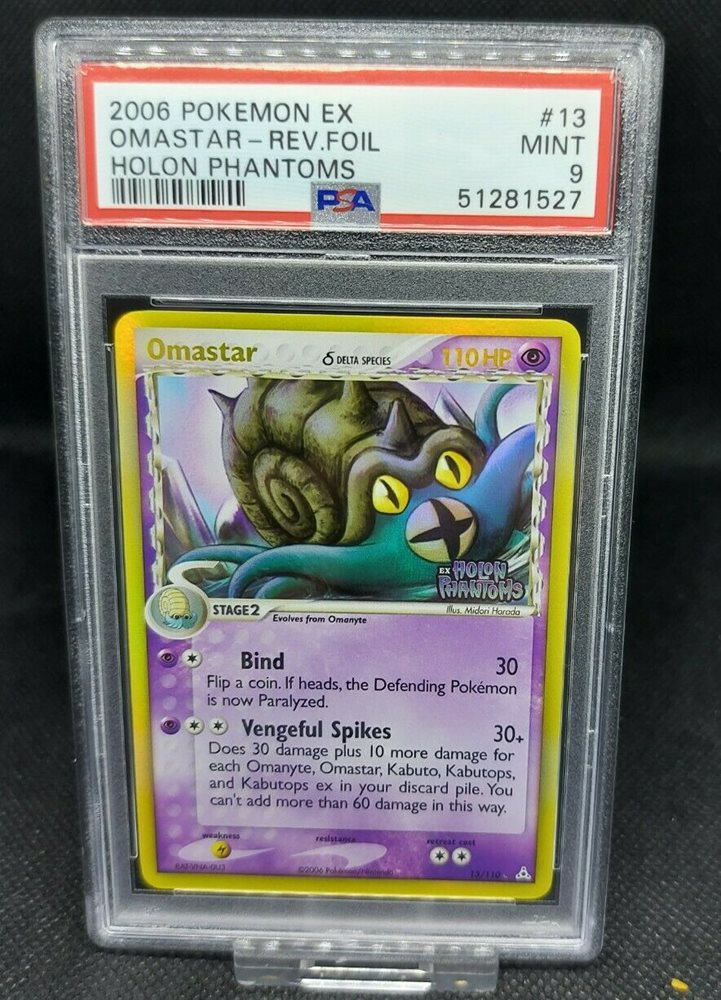 2006 POKEMON EX #13
OMASTAR - REV.FOIL MINT
HOLON PHANTOMS 9
PSA 51281527
Omastar δ DELTA SPECIES 110 HP
EX HOLON
PHANTOMS
Illus. Midori Harada
STAGE 2
Evolves from Omanyte
Bind 30
Flip a coin. If heads, the Defending Pokémon
is now Paralyzed.
Vengeful Spikes 30+
Does 30 damage plus 10 more damage for
each Omanyte, Omastar, Kabuto, Kabutops,
and Kabutops ex in your discard pile. You
can't add more than 60 damage in this way.
weakness resistance retreat cost
©2006 Pokémon/Nintendo 13/110